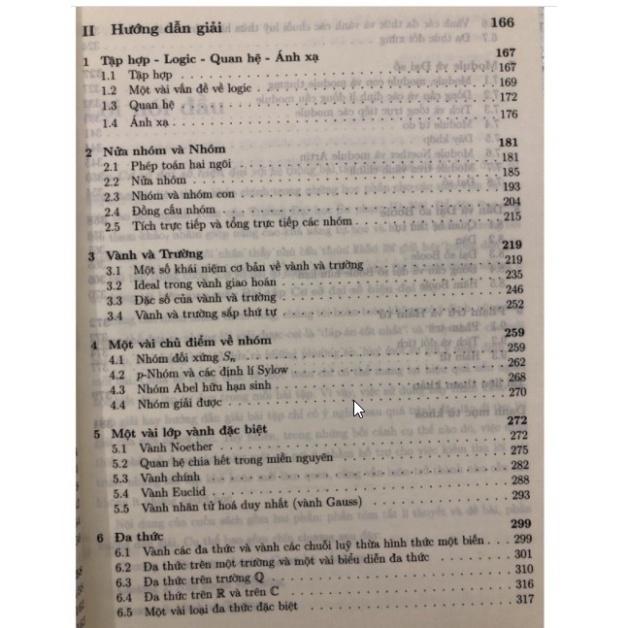 II Hướng dẫn giải 166
1 Tập hợp - Logic - Quan hệ - Ánh xạ 167
1.1 Tập hợp 167
1.2 Một vài vấn đề về logic 169
1.3 Quan hệ 172
1.4 Ánh xạ 176
2 Nửa nhóm và Nhóm 181
2.1 Phép toán hai ngôi 181
2.2 Nửa nhóm 185
2.3 Nhóm và nhóm con 193
2.4 Đồng cấu nhóm 204
2.5 Tích trực tiếp và tổng trực tiếp các nhóm 215
3 Vành và Trường 219
3.1 Một số khái niệm cơ bản về vành và trường 219
3.2 Ideal trong vành giao hoán 235
3.3 Đặc số của vành và trường 246
3.4 Vành và trường sắp thứ tự 252
4 Một vài chủ điểm về nhóm 259
4.1 Nhóm đối xứng Sₙ 259
4.2 p-Nhóm và các định lí Sylow 262
4.3 Nhóm Abel hữu hạn sinh 268
4.4 Nhóm giải được 270
5 Một vài lớp vành đặc biệt 272
5.1 Vành Noether 272
5.2 Quan hệ chia hết trong miền nguyên 275
5.3 Vành chính 282
5.4 Vành Euclid 288
5.5 Vành nhân tử hoá duy nhất (vành Gauss) 293
6 Đa thức 299
6.1 Vành các đa thức và vành các chuỗi luỹ thừa hình thức một biến 299
6.2 Đa thức trên một trường và một vài biểu diễn đa thức 301
6.3 Đa thức trên trường ℚ 310
6.4 Đa thức trên ℝ và trên ℂ 316
6.5 Một vài loại đa thức đặc biệt 317